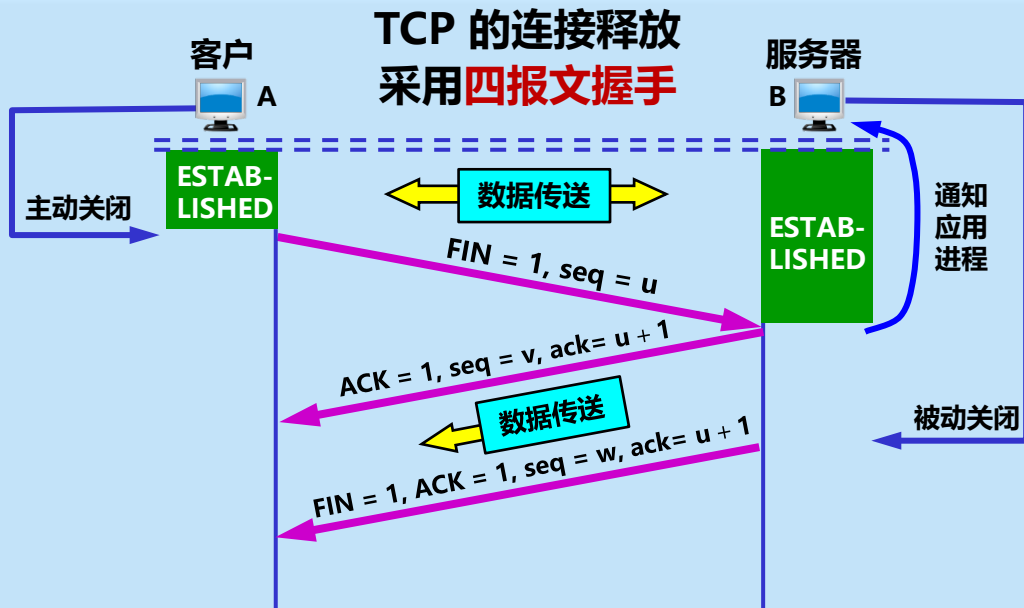 TCP 的连接释放
采用四报文握手
客户
服务器
A
B
ESTAB-
LISHED
数据传送
ESTAB-
LISHED
通知
应用
进程
主动关闭
FIN = 1, seq = u
ACK = 1, seq = v, ack= u + 1
数据传送
被动关闭
FIN = 1, ACK = 1, seq = w, ack= u + 1